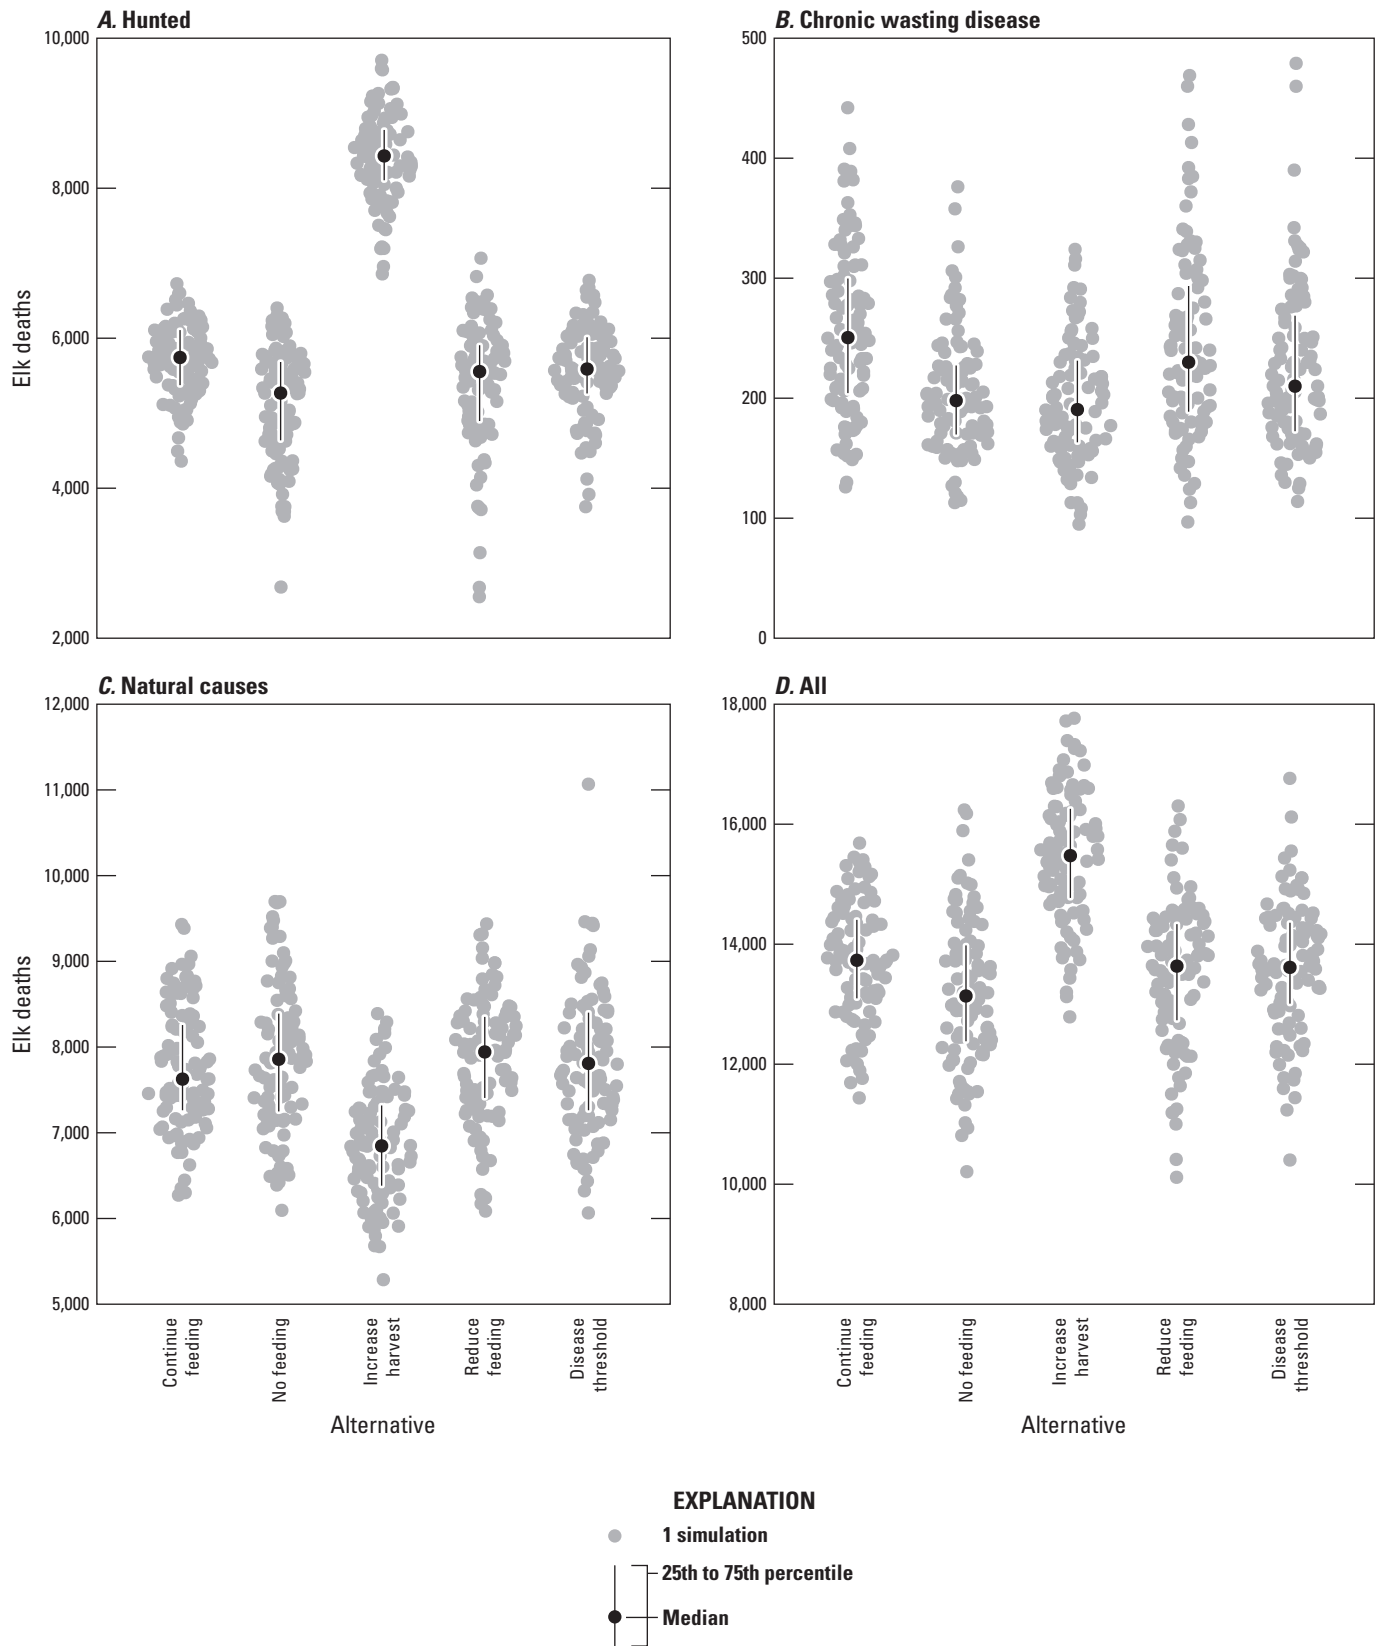 A. Hunted
10,000
8,000
6,000
4,000
2,000
Elk deaths
B. Chronic wasting disease
500
400
300
200
100
0
C. Natural causes
12,000
11,000
10,000
9,000
8,000
7,000
6,000
5,000
Elk deaths
Continue
feeding
No feeding
Increase
harvest
Reduce
feeding
Disease
threshold
Alternative
D. All
18,000
16,000
14,000
12,000
10,000
8,000
Continue
feeding
No feeding
Increase
harvest
Reduce
feeding
Disease
threshold
Alternative
EXPLANATION
1 simulation
25th to 75th percentile
Median